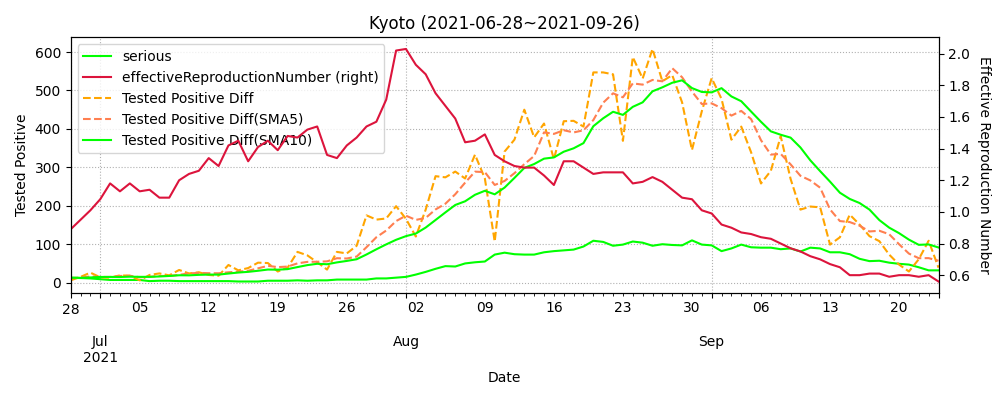 Kyoto (2021-06-28~2021-09-26)
serious
effectiveReproductionNumber (right)
Tested Positive Diff
Tested Positive Diff(SMA5)
Tested Positive Diff(SMA10)
Tested Positive
600
500
400
300
200
100
0
2.0
1.8
1.6
1.4
1.2
1.0
0.8
0.6
Effective Reproduction Number
28 05 12 19 26 02 09 16 23 30 06 13 20
Jul Aug Sep
2021
Date